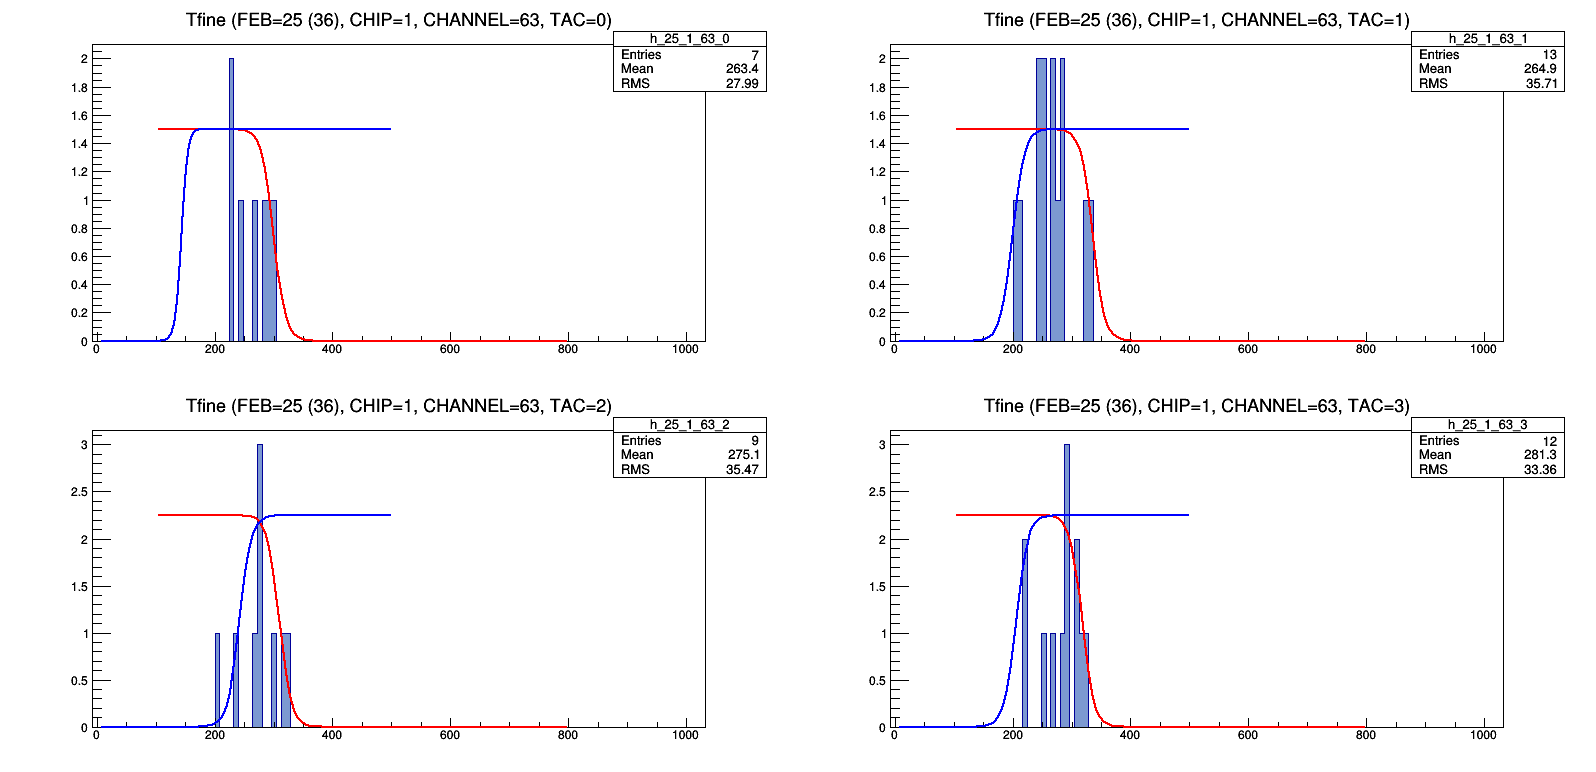 Tfine (FEB=25 (36), CHIP=1, CHANNEL=63, TAC=0)
h_25_1_63_0
Entries 7
Mean 263.4
RMS 27.99
2
1.8
1.6
1.4
1.2
1
0.8
0.6
0.4
0.2
0
0 200 400 600 800 1000
Tfine (FEB=25 (36), CHIP=1, CHANNEL=63, TAC=1)
h_25_1_63_1
Entries 13
Mean 264.9
RMS 35.71
2
1.8
1.6
1.4
1.2
1
0.8
0.6
0.4
0.2
0
0 200 400 600 800 1000
Tfine (FEB=25 (36), CHIP=1, CHANNEL=63, TAC=2)
h_25_1_63_2
Entries 9
Mean 275.1
RMS 35.47
3
2.5
2
1.5
1
0.5
0
0 200 400 600 800 1000
Tfine (FEB=25 (36), CHIP=1, CHANNEL=63, TAC=3)
h_25_1_63_3
Entries 12
Mean 281.3
RMS 33.36
3
2.5
2
1.5
1
0.5
0
0 200 400 600 800 1000